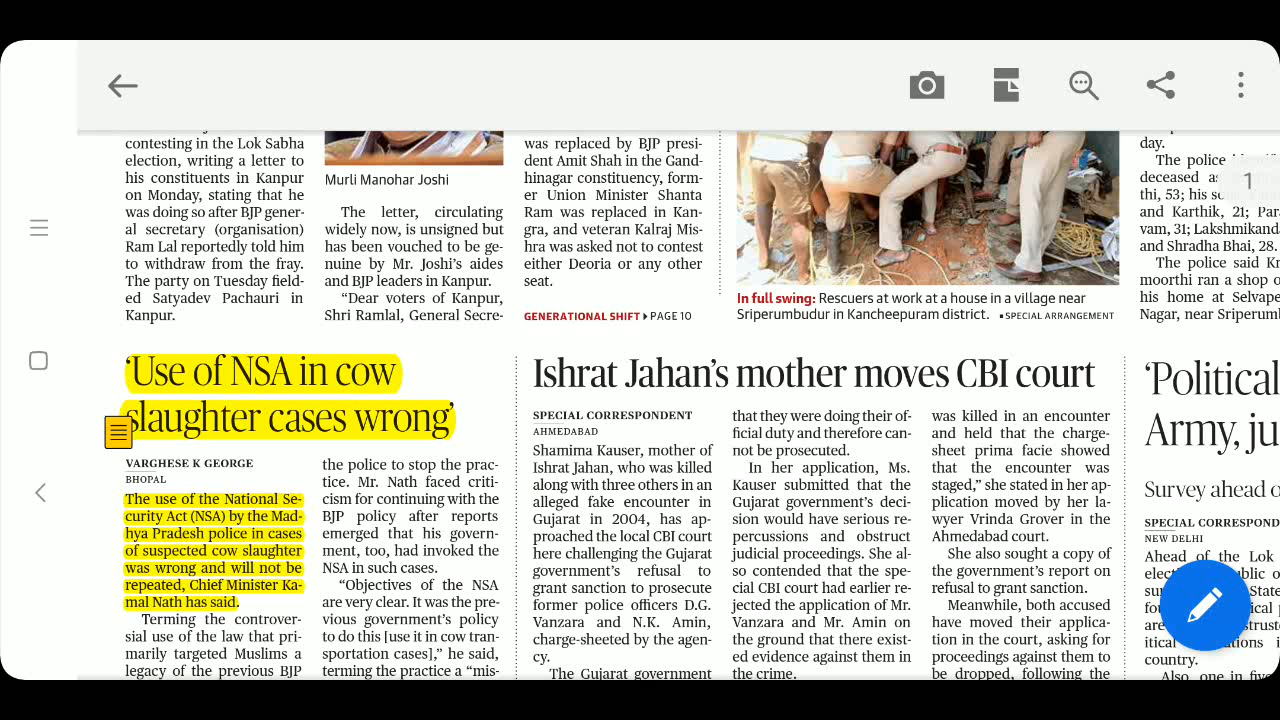 contesting in the Lok Sabha
election, writing a letter to
his constituents in Kanpur
on Monday, stating that he
was doing so after BJP gener-
al secretary (organisation)
Ram Lal reportedly told him
to withdraw from the fray.
The party on Tuesday field-
ed Satyadev Pachauri in
Kanpur.
Murli Manohar Joshi
The letter, circulating
widely now, is unsigned but
has been vouched to be ge-
nuine by Mr. Joshi's aides
and BJP leaders in Kanpur.
“Dear voters of Kanpur,
Shri Ramlal, General Secre-
was replaced by BJP presi-
dent Amit Shah in the Gand-
hinagar constituency, form-
er Union Minister Shanta
Ram was replaced in Kan-
gra, and veteran Kalraj Mis-
hra was asked not to contest
either Deoria or any other
seat.
GENERATIONAL SHIFT PAGE 10
In full swing: Rescuers at work at a house in a village near
Sriperumbudur in Kancheepuram district. ▪ SPECIAL ARRANGEMENT
day.
The police
deceased as
thi, 53; his
and Karthik, 21;
vam, 31; Lakshmikand
and Shradha Bhai, 28.
The police said
moorthi ran a shop
his home at Selvape
Nagar, near Sriperum
1
‘Use of NSA in cow
slaughter cases wrong’
VARGHESE K GEORGE
BHOPAL
The use of the National Se-
curity Act (NSA) by the Mad-
hya Pradesh police in cases
of suspected cow slaughter
was wrong and will not be
repeated, Chief Minister Ka-
mal Nath has said.
Terming the controver-
sial use of the law that pri-
marily targeted Muslims a
legacy of the previous BJP
the police to stop the prac-
tice. Mr. Nath faced criti-
cism for continuing with the
BJP policy after reports
emerged that his govern-
ment, too, had invoked the
NSA in such cases.
“Objectives of the NSA
are very clear. It was the pre-
vious government's policy
to do this [use it in cow tran-
sportation cases],” he said,
terming the practice a “mis-
Ishrat Jahan's mother moves CBI court
SPECIAL CORRESPONDENT
AHMEDABAD
Shamima Kauser, mother of
Ishrat Jahan, who was killed
along with three others in an
alleged fake encounter in
Gujarat in 2004, has ap-
proached the local CBI court
here challenging the Gujarat
government's refusal to
grant sanction to prosecute
former police officers D.G.
Vanzara and N.K. Amin,
charge-sheeted by the agen-
cy.
The Gujarat government
that they were doing their of-
ficial duty and therefore can-
not be prosecuted.
In her application, Ms.
Kauser submitted that the
Gujarat government's deci-
sion would have serious re-
percussions and obstruct
judicial proceedings. She al-
so contended that the spe-
cial CBI court had earlier re-
jected the application of Mr.
Vanzara and Mr. Amin on
the ground that there exist-
ed evidence against them in
the crime.
was killed in an encounter
and held that the charge-
sheet prima facie showed
that the encounter was
staged,” she stated in her ap-
plication moved by her la-
wyer Vrinda Grover in the
Ahmedabad court.
She also sought a copy of
the government's report on
refusal to grant sanction.
Meanwhile, both accused
have moved their applica-
tion in the court, asking for
proceedings against them to
be dropped, following the
‘Political
Army, ju
Survey ahead o
SPECIAL CORRESPOND
NEW DELHI
Ahead of the Lok
country.
Also, one in five